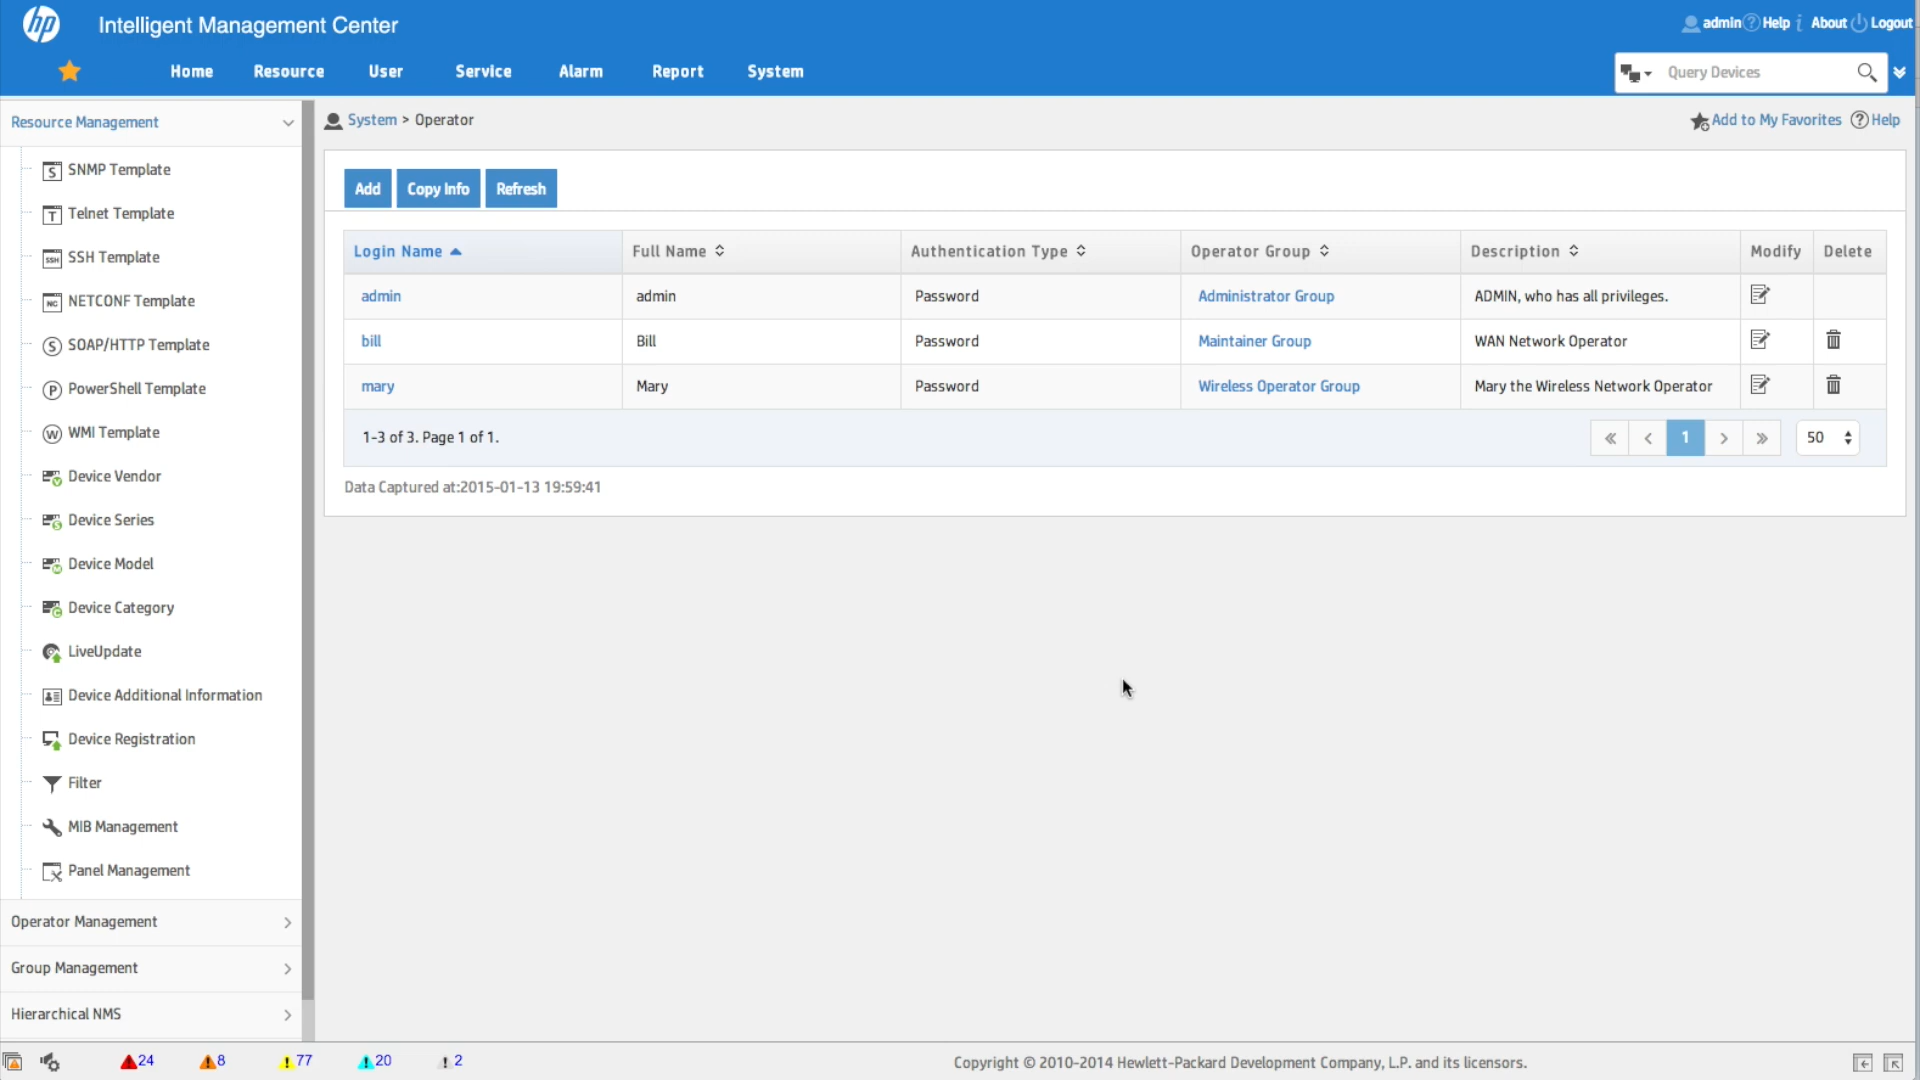 hp Intelligent Management Center
admin Help About Logout
Home Resource User Service Alarm Report System
Query Devices
Resource Management
SNMP Template
Telnet Template
SSH Template
NETCONF Template
SOAP/HTTP Template
PowerShell Template
WMI Template
Device Vendor
Device Series
Device Model
Device Category
LiveUpdate
Device Additional Information
Device Registration
Filter
MIB Management
Panel Management
Operator Management
Group Management
Hierarchical NMS
System > Operator
Add to My Favorites Help
Add Copy Info Refresh
Login Name Full Name Authentication Type Operator Group Description Modify Delete
admin admin Password Administrator Group ADMIN, who has all privileges.
bill Bill Password Maintainer Group WAN Network Operator
mary Mary Password Wireless Operator Group Mary the Wireless Network Operator
1-3 of 3. Page 1 of 1.
« < 1 > » 50
Data Captured at:2015-01-13 19:59:41
24 8 77 20 2
Copyright © 2010-2014 Hewlett-Packard Development Company, L.P. and its licensors.